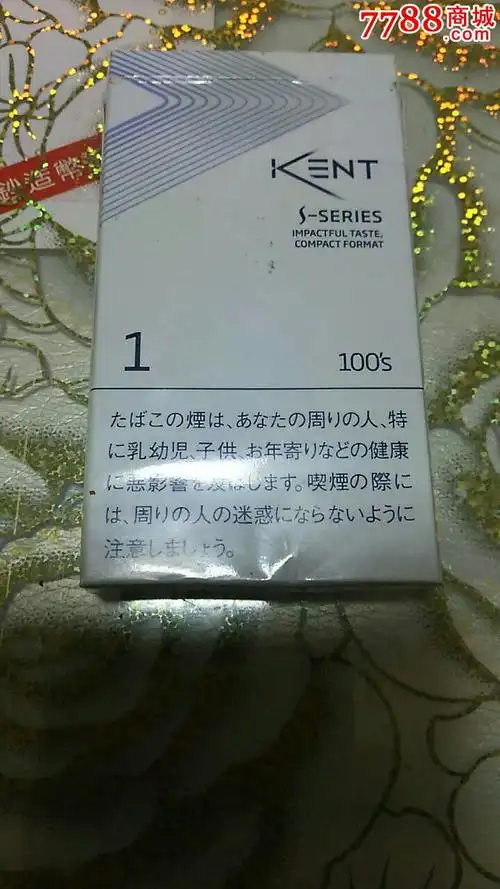 7788商城
.com
造幣
KENT
S-SERIES
IMPACTFUL TASTE,
COMPACT FORMAT
1
100's
たばこの煙は、あなたの周りの人、特
に乳幼児、子供、お年寄りなどの健康
に悪影響を及ぼします。喫煙の際に
は、周りの人の迷惑にならないように
注意しましょう。